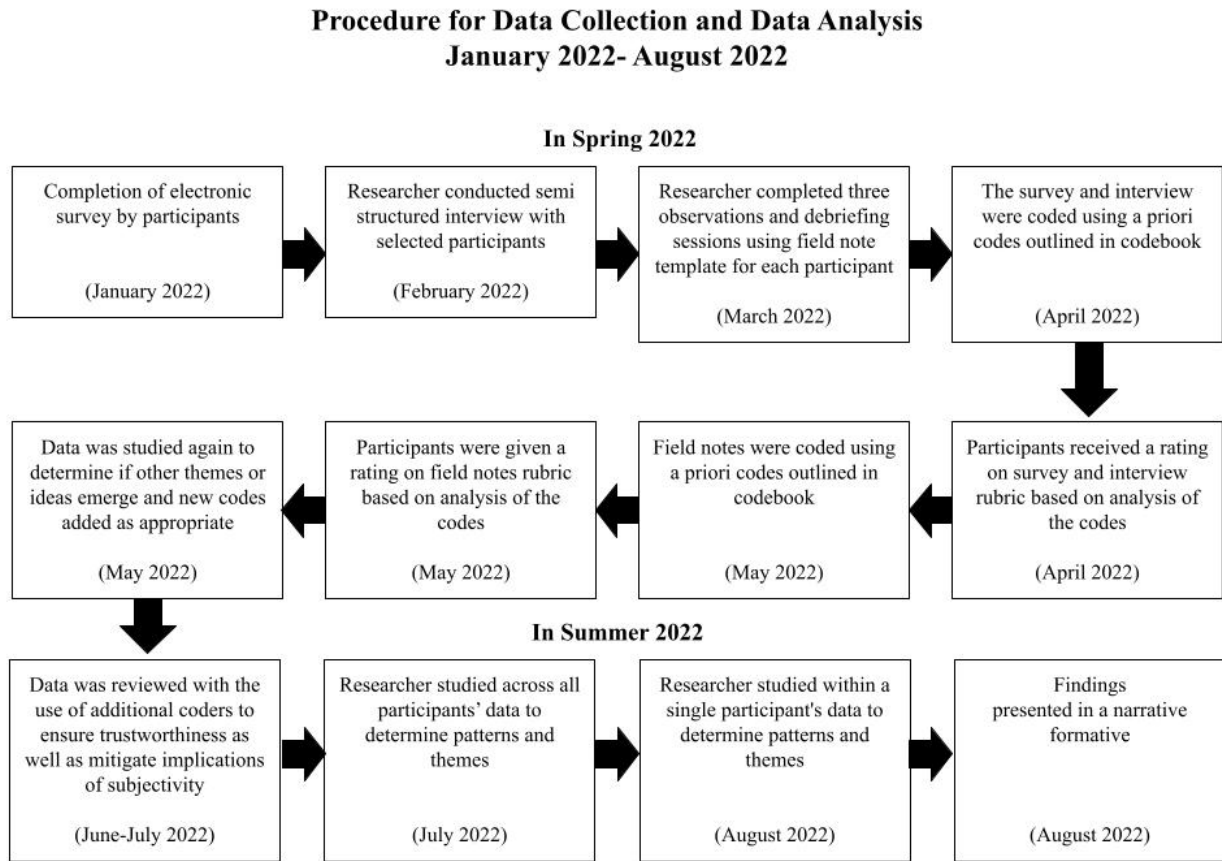 Procedure for Data Collection and Data Analysis
January 2022- August 2022
In Spring 2022
Completion of electronic
survey by participants
(January 2022)
Researcher conducted semi
structured interview with
selected participants
(February 2022)
Researcher completed three
observations and debriefing
sessions using field note
template for each participant
(March 2022)
The survey and interview
were coded using a priori
codes outlined in codebook
(April 2022)
Participants received a rating
on survey and interview
rubric based on analysis of
the codes
(April 2022)
Field notes were coded using
a priori codes outlined in
codebook
(May 2022)
Participants were given a
rating on field notes rubric
based on analysis of the
codes
(May 2022)
Data was studied again to
determine if other themes or
ideas emerge and new codes
added as appropriate
(May 2022)
In Summer 2022
Data was reviewed with the
use of additional coders to
ensure trustworthiness as
well as mitigate implications
of subjectivity
(June-July 2022)
Researcher studied across all
participants’ data to
determine patterns and
themes
(July 2022)
Researcher studied within a
single participant's data to
determine patterns and
themes
(August 2022)
Findings
presented in a narrative
formative
(August 2022)